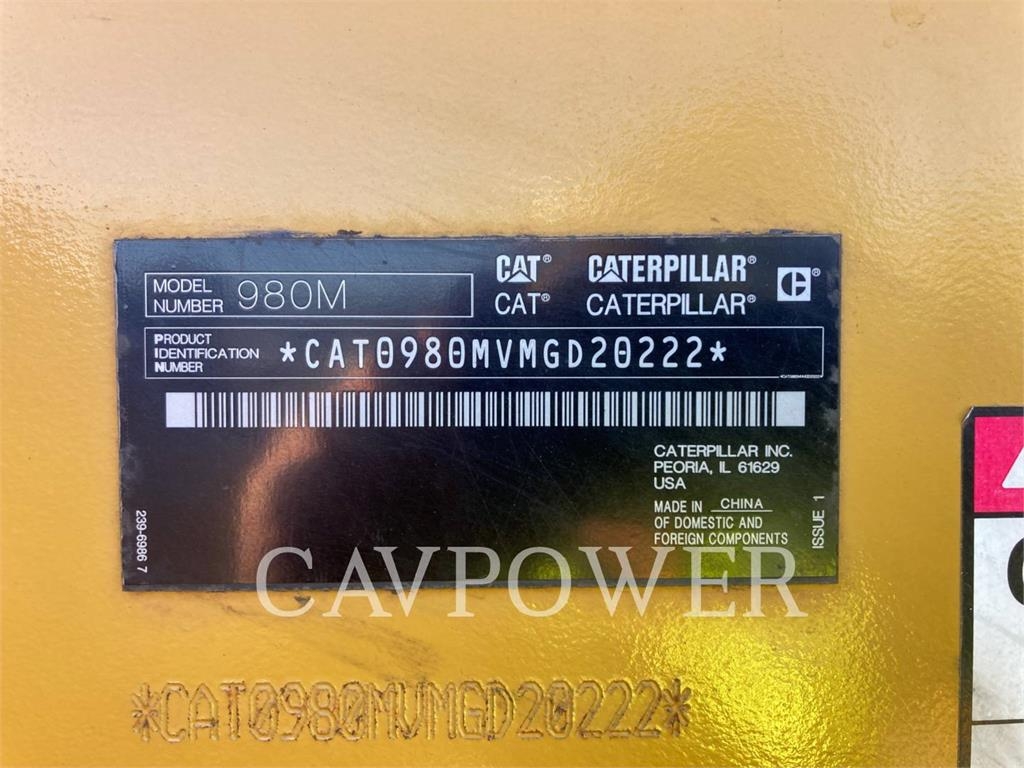 MODEL
NUMBER 980M
CAT® CATERPILLAR® ®
CAT® CATERPILLAR®
PRODUCT
IDENTIFICATION
NUMBER
*CAT0980MVMGD20222*
CATERPILLAR INC.
PEORIA, IL 61629
USA
MADE IN CHINA
OF DOMESTIC AND
FOREIGN COMPONENTS
ISSUE 1
239-6986 7
CAVPOWER
*CAT0980MVMGD20222*